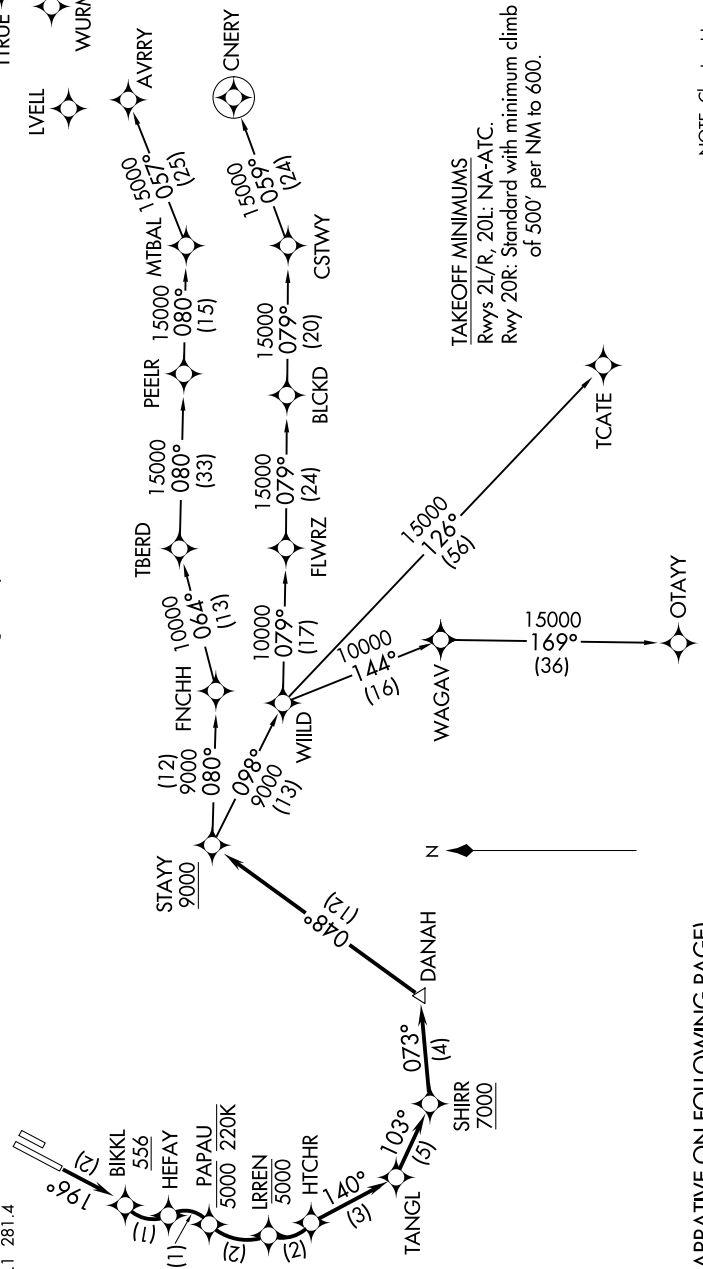 .1 281.4
196°
(2)
BIKKL
556
(1)
HEFAY
(1)
PAPAU
5000 220K
(2)
LRREN
5000
(2)
HTCHR
140°
(3)
TANGL
103°
(5)
SHIRR
7000
073°
(4)
DANAH
048°
(12)
STAYY
9000
(12)
9000
080°
FNCHH
10000
064°
(13)
TBERD
15000
080°
(33)
PEELR
15000
080°
(15)
MTBAL
15000
057°
(25)
AVRRY
LVELL
WURM
098°
9000
(13)
WIILD
10000
079°
(17)
FLWRZ
15000
079°
(24)
BLCKD
15000
079°
(20)
CSTWY
15000
059°
(24)
CNERY
10000
144°
(16)
WAGAV
15000
169°
(36)
OTAYY
15000
126°
(56)
TCATE
N
TAKEOFF MINIMUMS
Rwys 2L/R, 20L: NA-ATC.
Rwy 20R: Standard with minimum climb
of 500' per NM to 600.
ARRATIVE ON FOLLOWING PAGE)